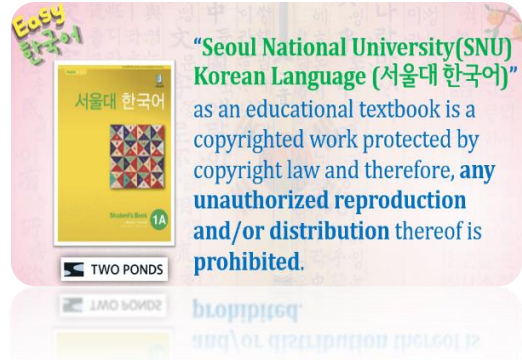 Easy
한국어
서울대 한국어
Student's Book 1A
TWO PONDS
“Seoul National University(SNU)
Korean Language (서울대 한국어)”
as an educational textbook is a
copyrighted work protected by
copyright law and therefore, any
unauthorized reproduction
and/or distribution thereof is
prohibited.